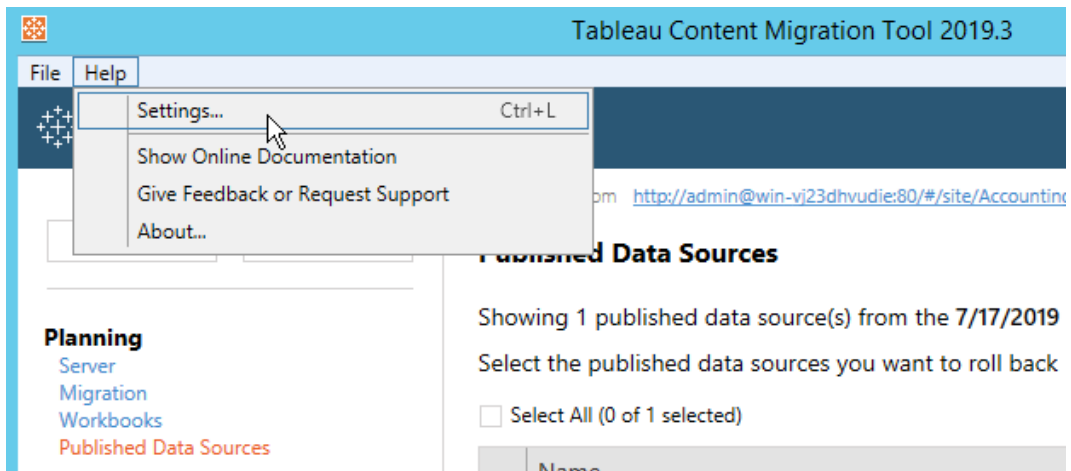 Tableau Content Migration Tool 2019.3
File Help
Settings... Ctrl+L
Show Online Documentation
Give Feedback or Request Support
About...
http://admin@win-vj23dhvudie:80/#/site/Accounting
Published Data Sources
Showing 1 published data source(s) from the 7/17/2019
Select the published data sources you want to roll back
Select All (0 of 1 selected)
Name
Planning
Server
Migration
Workbooks
Published Data Sources